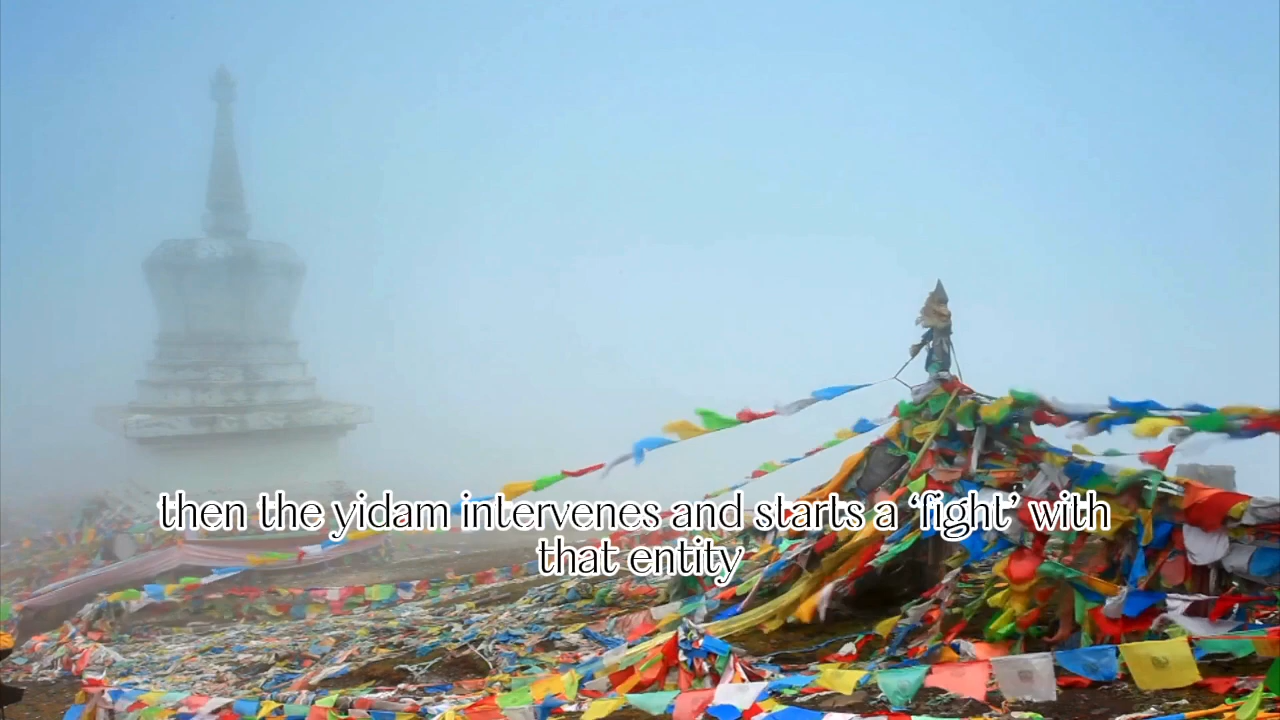 then the yidam intervenes and starts a ‘fight’ with
that entity